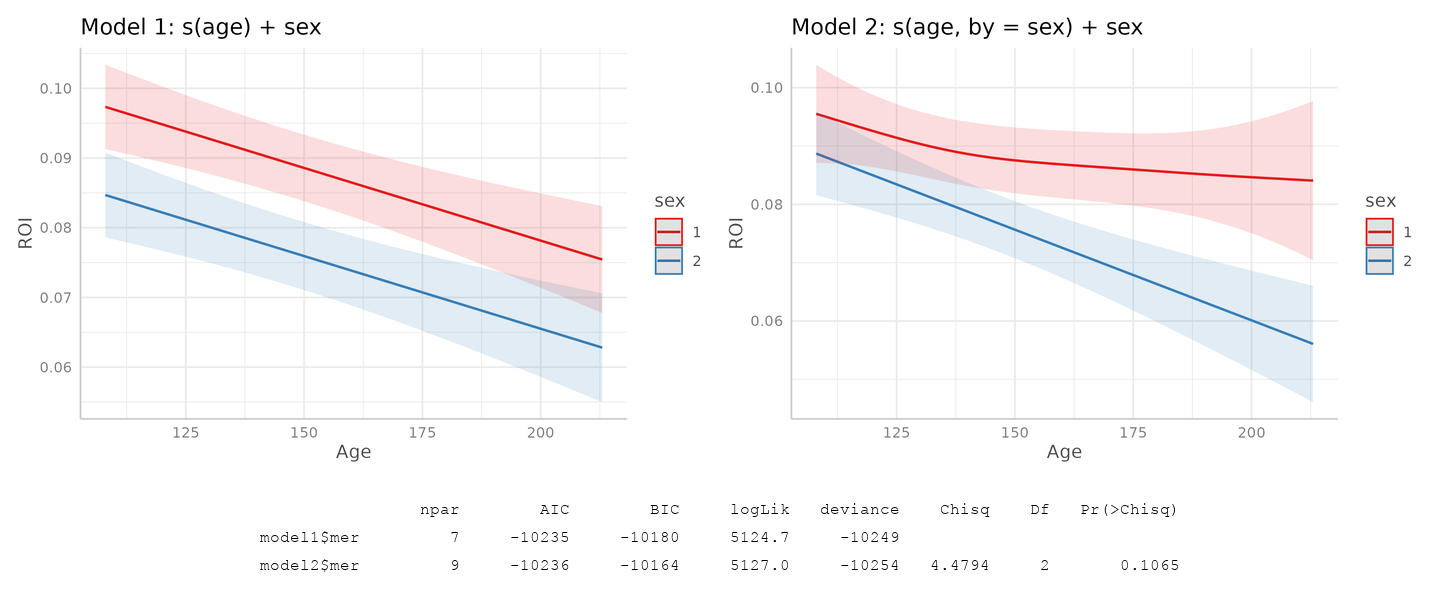 Model 1: s(age) + sex
0.10
0.09
0.08
0.07
0.06
ROI
125 150 175 200
Age
sex
1
2
Model 2: s(age, by = sex) + sex
0.10
0.08
0.06
ROI
125 150 175 200
Age
sex
1
2
npar AIC BIC logLik deviance Chisq Df Pr(>Chisq)
model1$mer 7 -10235 -10180 5124.7 -10249
model2$mer 9 -10236 -10164 5127.0 -10254 4.4794 2 0.1065